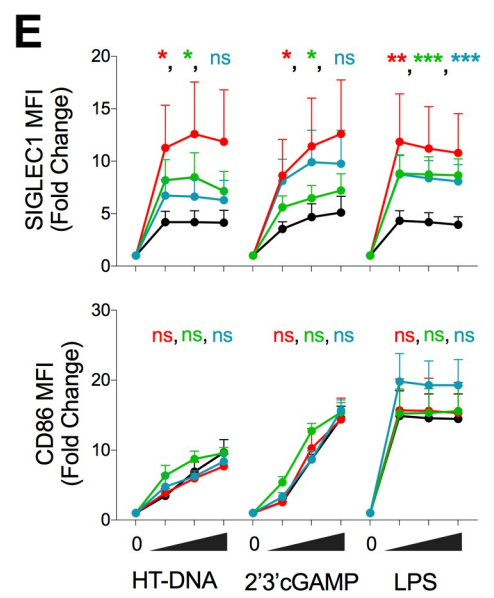 E
*, *, ns
*, *, ns
**, ***, ***
SIGLEC1 MFI
(Fold Change)
20
15
10
5
0
ns, ns, ns
ns, ns, ns
ns, ns, ns
CD86 MFI
(Fold Change)
30
20
10
0
0
0
0
HT-DNA
2'3'cGAMP
LPS